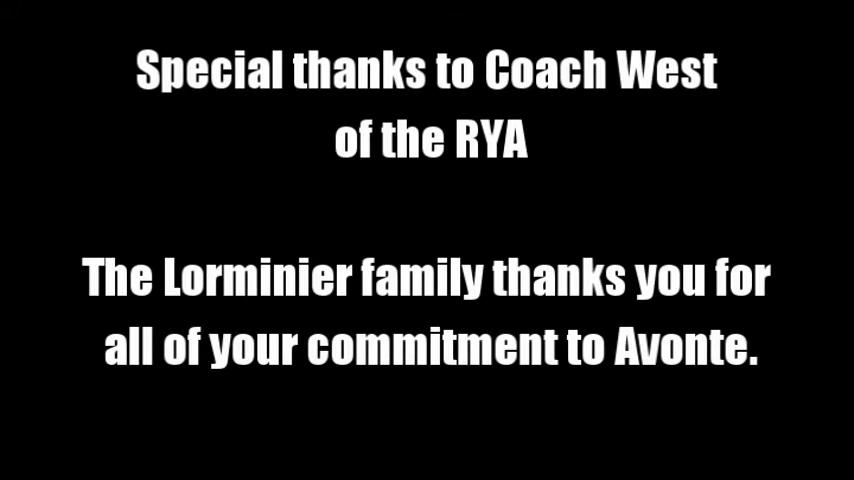 Special thanks to Coach West
of the RYA
The Lorminier family thanks you for
all of your commitment to Avonte.